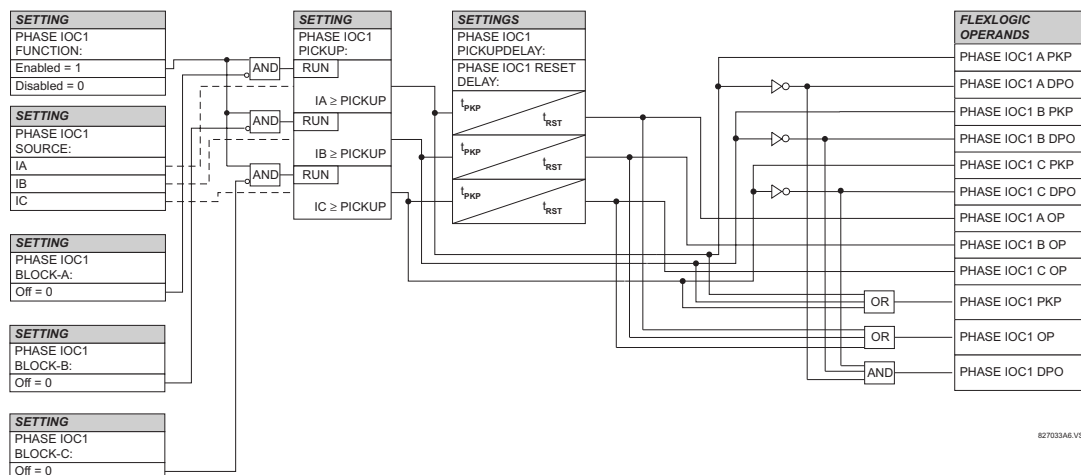 SETTING
PHASE IOC1
FUNCTION:
Enabled = 1
Disabled = 0
SETTING
PHASE IOC1
SOURCE:
IA
IB
IC
SETTING
PHASE IOC1
BLOCK-A:
Off = 0
SETTING
PHASE IOC1
BLOCK-B:
Off = 0
SETTING
PHASE IOC1
BLOCK-C:
Off = 0
AND
AND
AND
SETTING
PHASE IOC1
PICKUP:
RUN
IA ≥ PICKUP
RUN
IB ≥ PICKUP
RUN
IC ≥ PICKUP
SETTINGS
PHASE IOC1
PICKUPDELAY:
PHASE IOC1 RESET
DELAY:
tPKP
tRST
tPKP
tRST
tPKP
tRST
OR
OR
AND
FLEXLOGIC
OPERANDS
PHASE IOC1 A PKP
PHASE IOC1 A DPO
PHASE IOC1 B PKP
PHASE IOC1 B DPO
PHASE IOC1 C PKP
PHASE IOC1 C DPO
PHASE IOC1 A OP
PHASE IOC1 B OP
PHASE IOC1 C OP
PHASE IOC1 PKP
PHASE IOC1 OP
PHASE IOC1 DPO
827033A6.VS